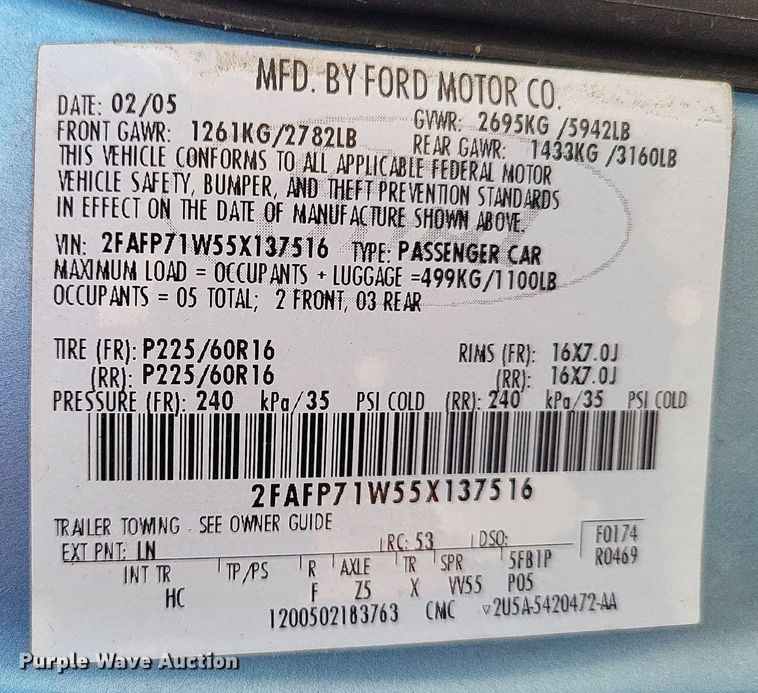 MFD. BY FORD MOTOR CO.
DATE: 02/05 GVWR: 2695KG /5942LB
FRONT GAWR: 1261KG/2782LB REAR GAWR: 1433KG /3160LB
THIS VEHICLE CONFORMS TO ALL APPLICABLE FEDERAL MOTOR
VEHICLE SAFETY, BUMPER, AND THEFT PREVENTION STANDARDS
IN EFFECT ON THE DATE OF MANUFACTURE SHOWN ABOVE.
VIN: 2FAFP71W55X137516 TYPE: PASSENGER CAR
MAXIMUM LOAD = OCCUPANTS + LUGGAGE =499KG/1100LB
OCCUPANTS = 05 TOTAL; 2 FRONT, 03 REAR
TIRE (FR): P225/60R16 RIMS (FR): 16X7.0J
(RR): P225/60R16 (RR): 16X7.0J
PRESSURE (FR): 240 kPa/35 PSI COLD (RR): 240 kPa/35 PSI COLD
2FAFP71W55X137516
TRAILER TOWING - SEE OWNER GUIDE
EXT PNT: LN RC: 53 DSO: F0174
INT TR TP/PS R AXLE TR SPR 5FB1P R0469
HC F Z5 X VV55 P05
1200502183763 CMC ▽2U5A-5420472-AA
Purple Wave Auction